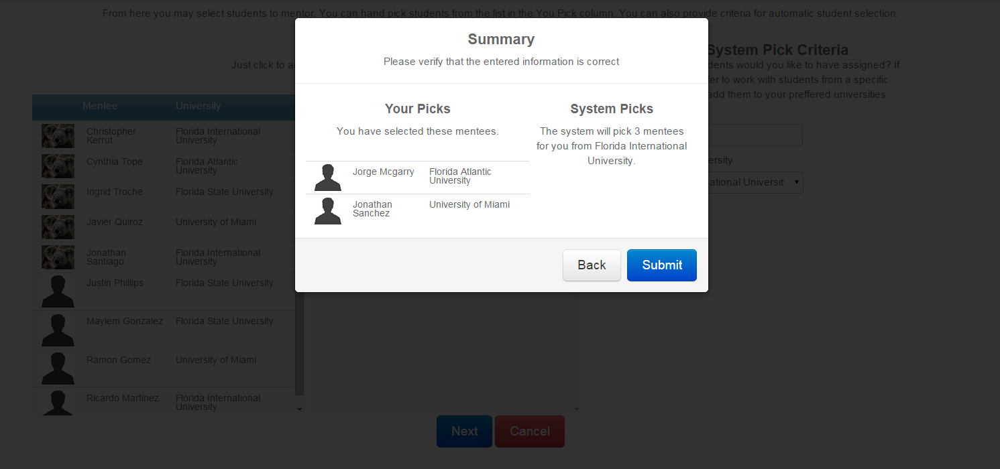 From here you may select students to mentor. You can hand pick students from the list in the You Pick column. You can also provide criteria for automatic student selection.
Summary
Please verify that the entered information is correct
Your Picks
You have selected these mentees.
Jorge Mcgarry
Florida Atlantic
University
Jonathan
Sanchez
University of Miami
System Picks
The system will pick 3 mentees
for you from Florida International
University.
Back
Submit
Just click to a
Mentee
University
Christopher
Kerrut
Florida International
University
Cynthia Tope
Florida Atlantic
University
Ingrid Troche
Florida State University
Javier Quiroz
University of Miami
Jonathan
Santiago
Florida International
University
Justin Phillips
Florida State University
Maylem Gonzalez
Florida State University
Ramon Gomez
University of Miami
Ricardo Martinez
Florida International
University
System Pick Criteria
dents would you like to have assigned? If
er to work with students from a specific
add them to your preffered universities
ersity
ational Universit
Next
Cancel